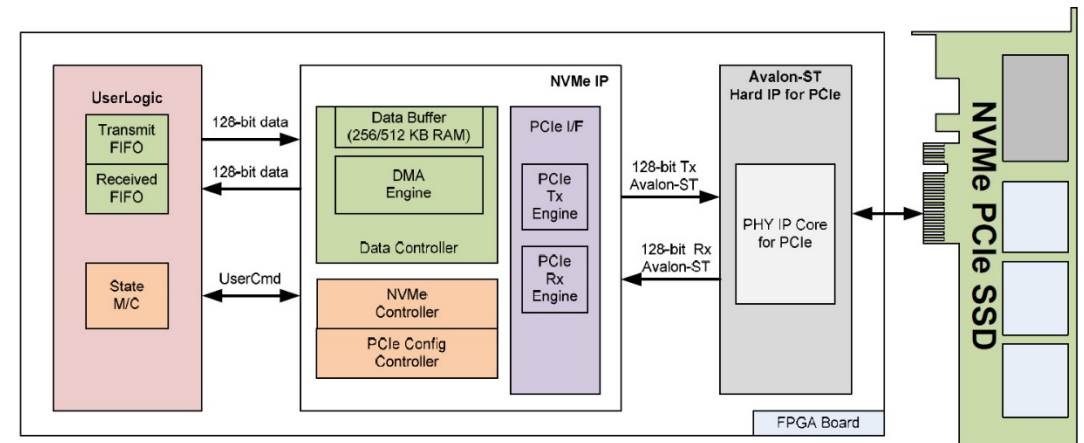 UserLogic
Transmit
FIFO
Received
FIFO
State
M/C
128-bit data
128-bit data
UserCmd
NVMe IP
Data Buffer
(256/512 KB RAM)
DMA
Engine
Data Controller
NVMe
Controller
PCIe Config
Controller
PCIe I/F
PCIe
Tx
Engine
PCIe
Rx
Engine
128-bit Tx
Avalon-ST
128-bit Rx
Avalon-ST
Avalon-ST
Hard IP for PCIe
PHY IP Core
for PCIe
FPGA Board
NVMe PCIe SSD